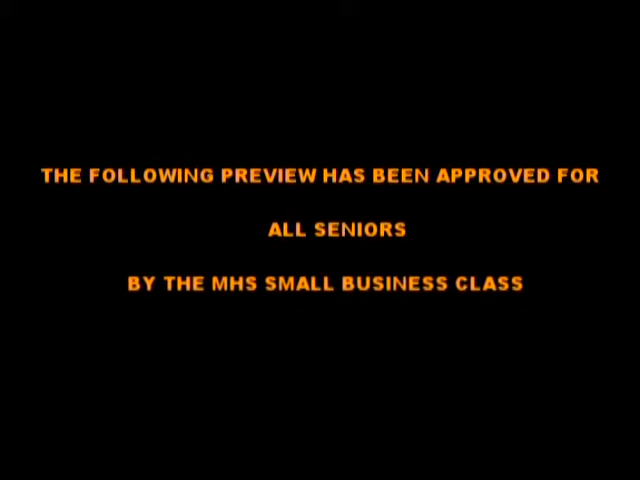 THE FOLLOWING PREVIEW HAS BEEN APPROVED FOR
ALL SENIORS
BY THE MHS SMALL BUSINESS CLASS